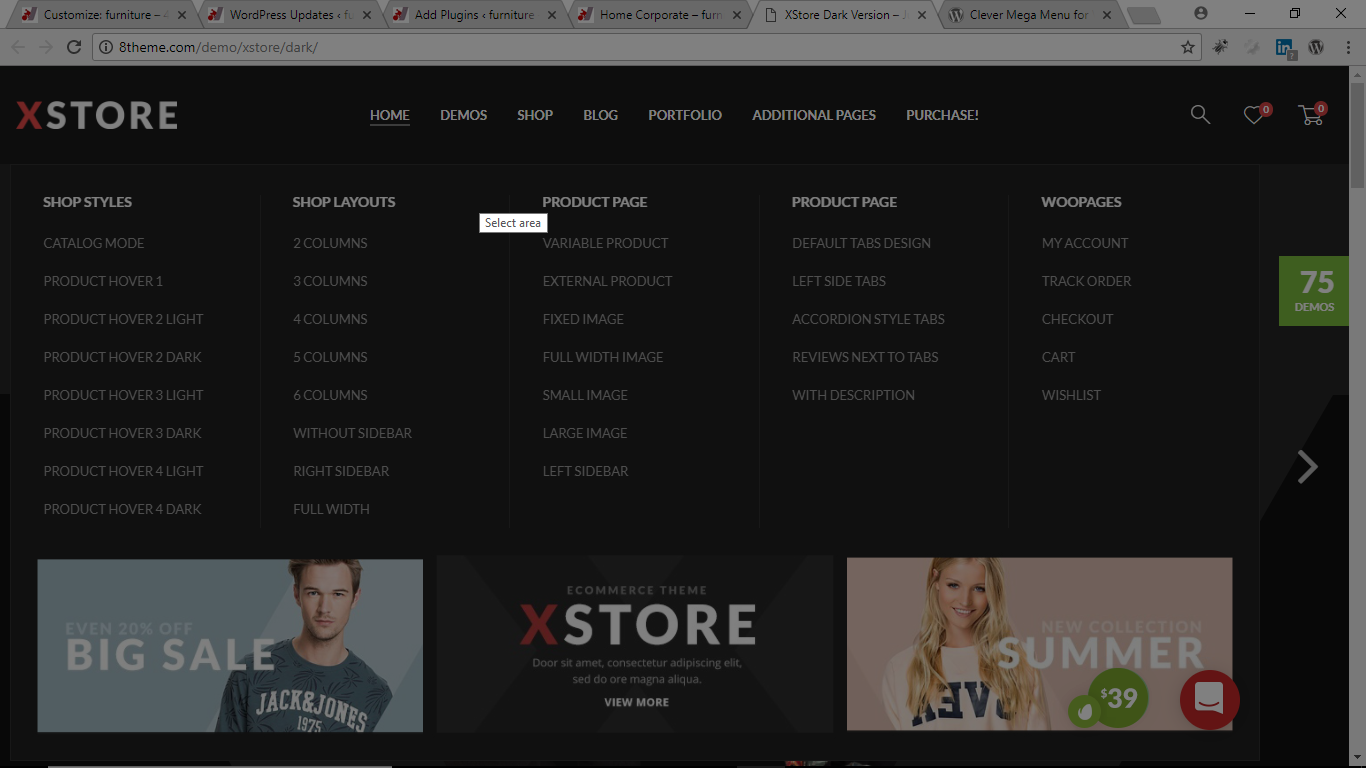 Customize: furniture – 4
WordPress Updates ‹ fu
Add Plugins ‹ furniture
Home Corporate – furn
XStore Dark Version – J
Clever Mega Menu for
8theme.com/demo/xstore/dark/
XSTORE
HOME
DEMOS
SHOP
BLOG
PORTFOLIO
ADDITIONAL PAGES
PURCHASE!
0
0
SHOP STYLES
CATALOG MODE
PRODUCT HOVER 1
PRODUCT HOVER 2 LIGHT
PRODUCT HOVER 2 DARK
PRODUCT HOVER 3 LIGHT
PRODUCT HOVER 3 DARK
PRODUCT HOVER 4 LIGHT
PRODUCT HOVER 4 DARK
SHOP LAYOUTS
2 COLUMNS
3 COLUMNS
4 COLUMNS
5 COLUMNS
6 COLUMNS
WITHOUT SIDEBAR
RIGHT SIDEBAR
FULL WIDTH
Select area
PRODUCT PAGE
VARIABLE PRODUCT
EXTERNAL PRODUCT
FIXED IMAGE
FULL WIDTH IMAGE
SMALL IMAGE
LARGE IMAGE
LEFT SIDEBAR
PRODUCT PAGE
DEFAULT TABS DESIGN
LEFT SIDE TABS
ACCORDION STYLE TABS
REVIEWS NEXT TO TABS
WITH DESCRIPTION
WOOPAGES
MY ACCOUNT
TRACK ORDER
CHECKOUT
CART
WISHLIST
75
DEMOS
EVEN 20% OFF
BIG SALE
JACK&JONES
1975
ECOMMERCE THEME
XSTORE
Door sit amet, consectetur adipiscing elit,
sed do ore magna aliqua.
VIEW MORE
NEW COLLECTION
SUMMER
$39